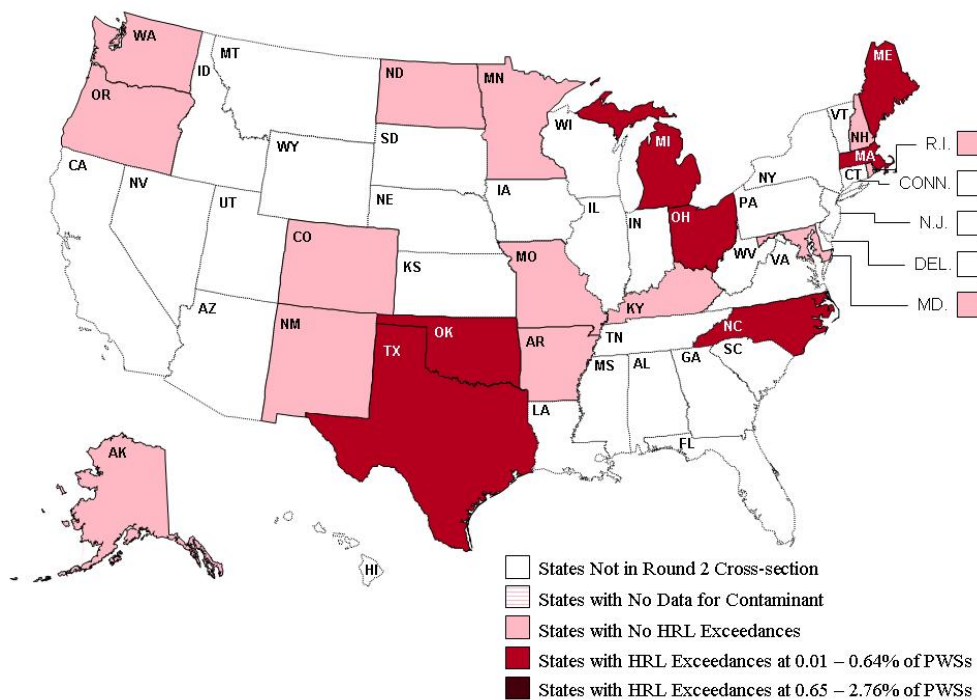 WA
MT
ND
MN
ME
OR
ID
SD
WI
VT
NH
MI
MA
R.I.
WY
CT
CONN.
CA
NV
NE
IA
NY
UT
IL
IN
OH
PA
N.J.
CO
KS
MO
WV
VA
DEL.
AZ
NM
OK
KY
MD.
TX
AR
TN
NC
MS
AL
GA
SC
LA
FL
AK
HI
States Not in Round 2 Cross-section
States with No Data for Contaminant
States with No HRL Exceedances
States with HRL Exceedances at 0.01 – 0.64% of PWSs
States with HRL Exceedances at 0.65 – 2.76% of PWSs